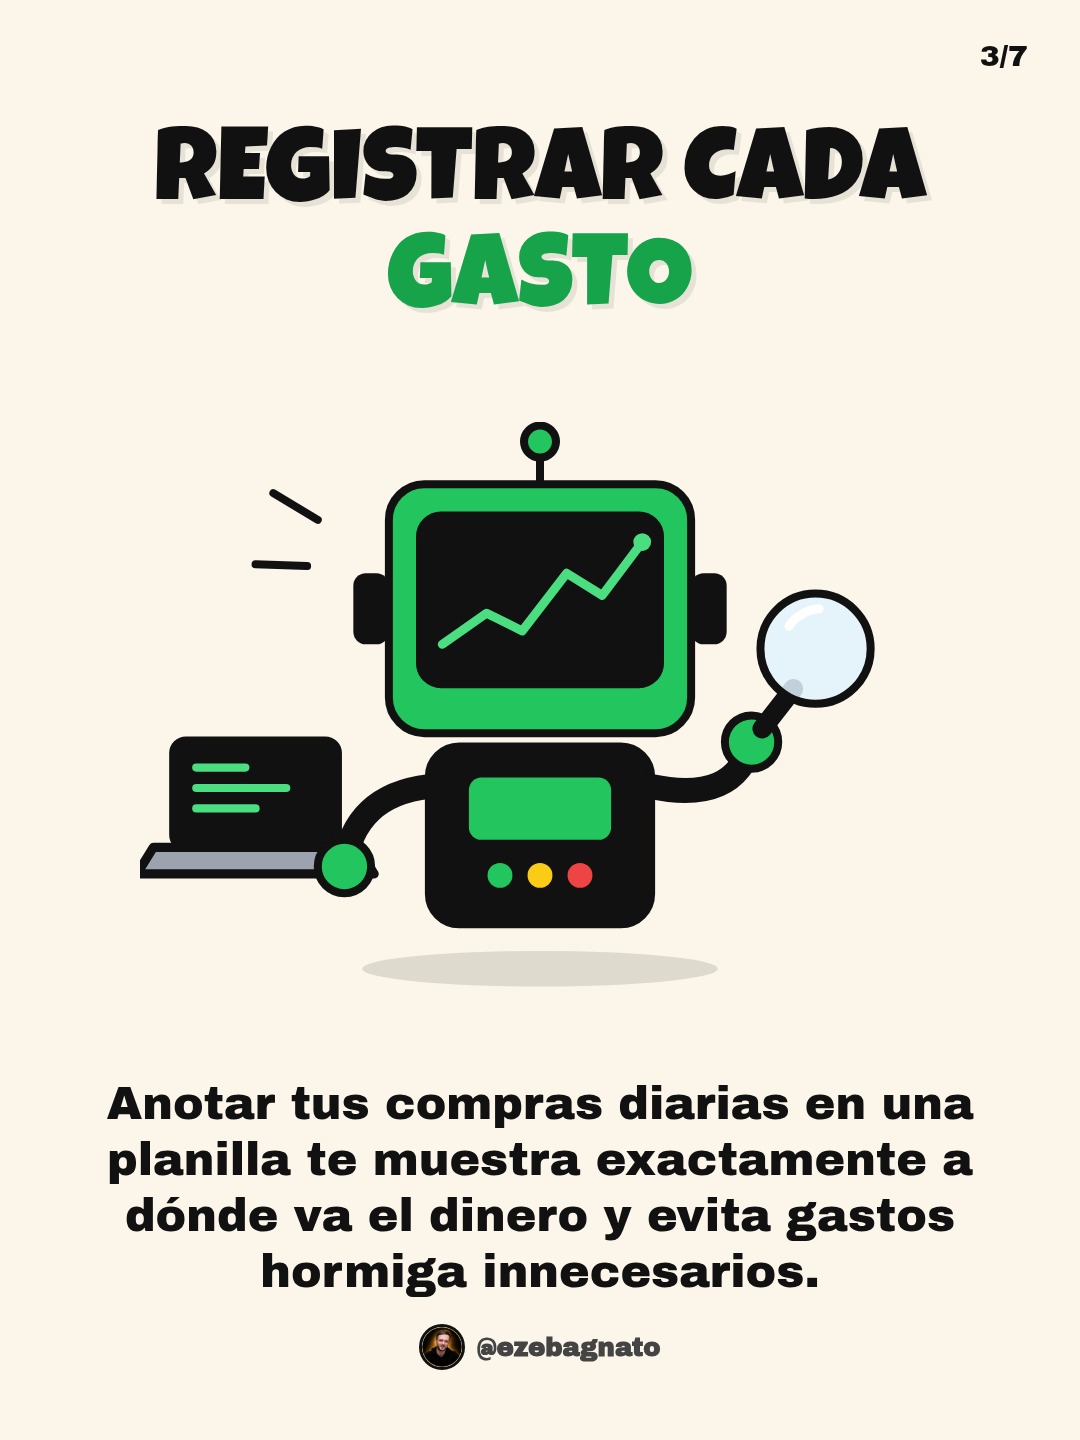 3/7
REGISTRAR CADA
GASTO
Anotar tus compras diarias en una
planilla te muestra exactamente a
dónde va el dinero y evita gastos
hormiga innecesarios.
@ezebagnato